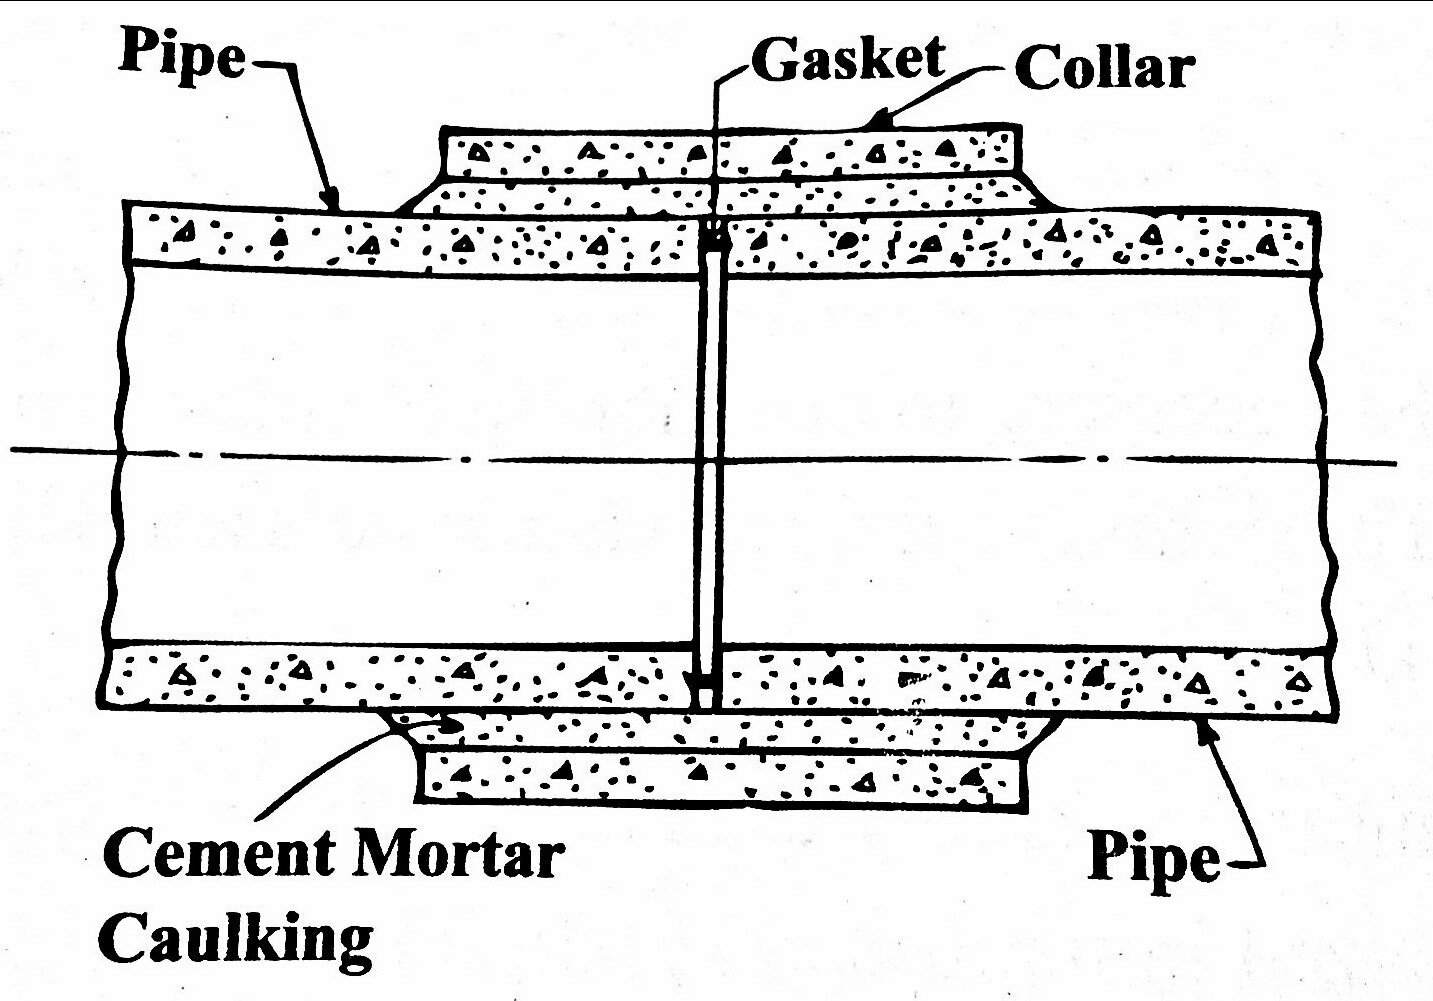 Pipe
Gasket
Collar
Cement Mortar
Caulking
Pipe